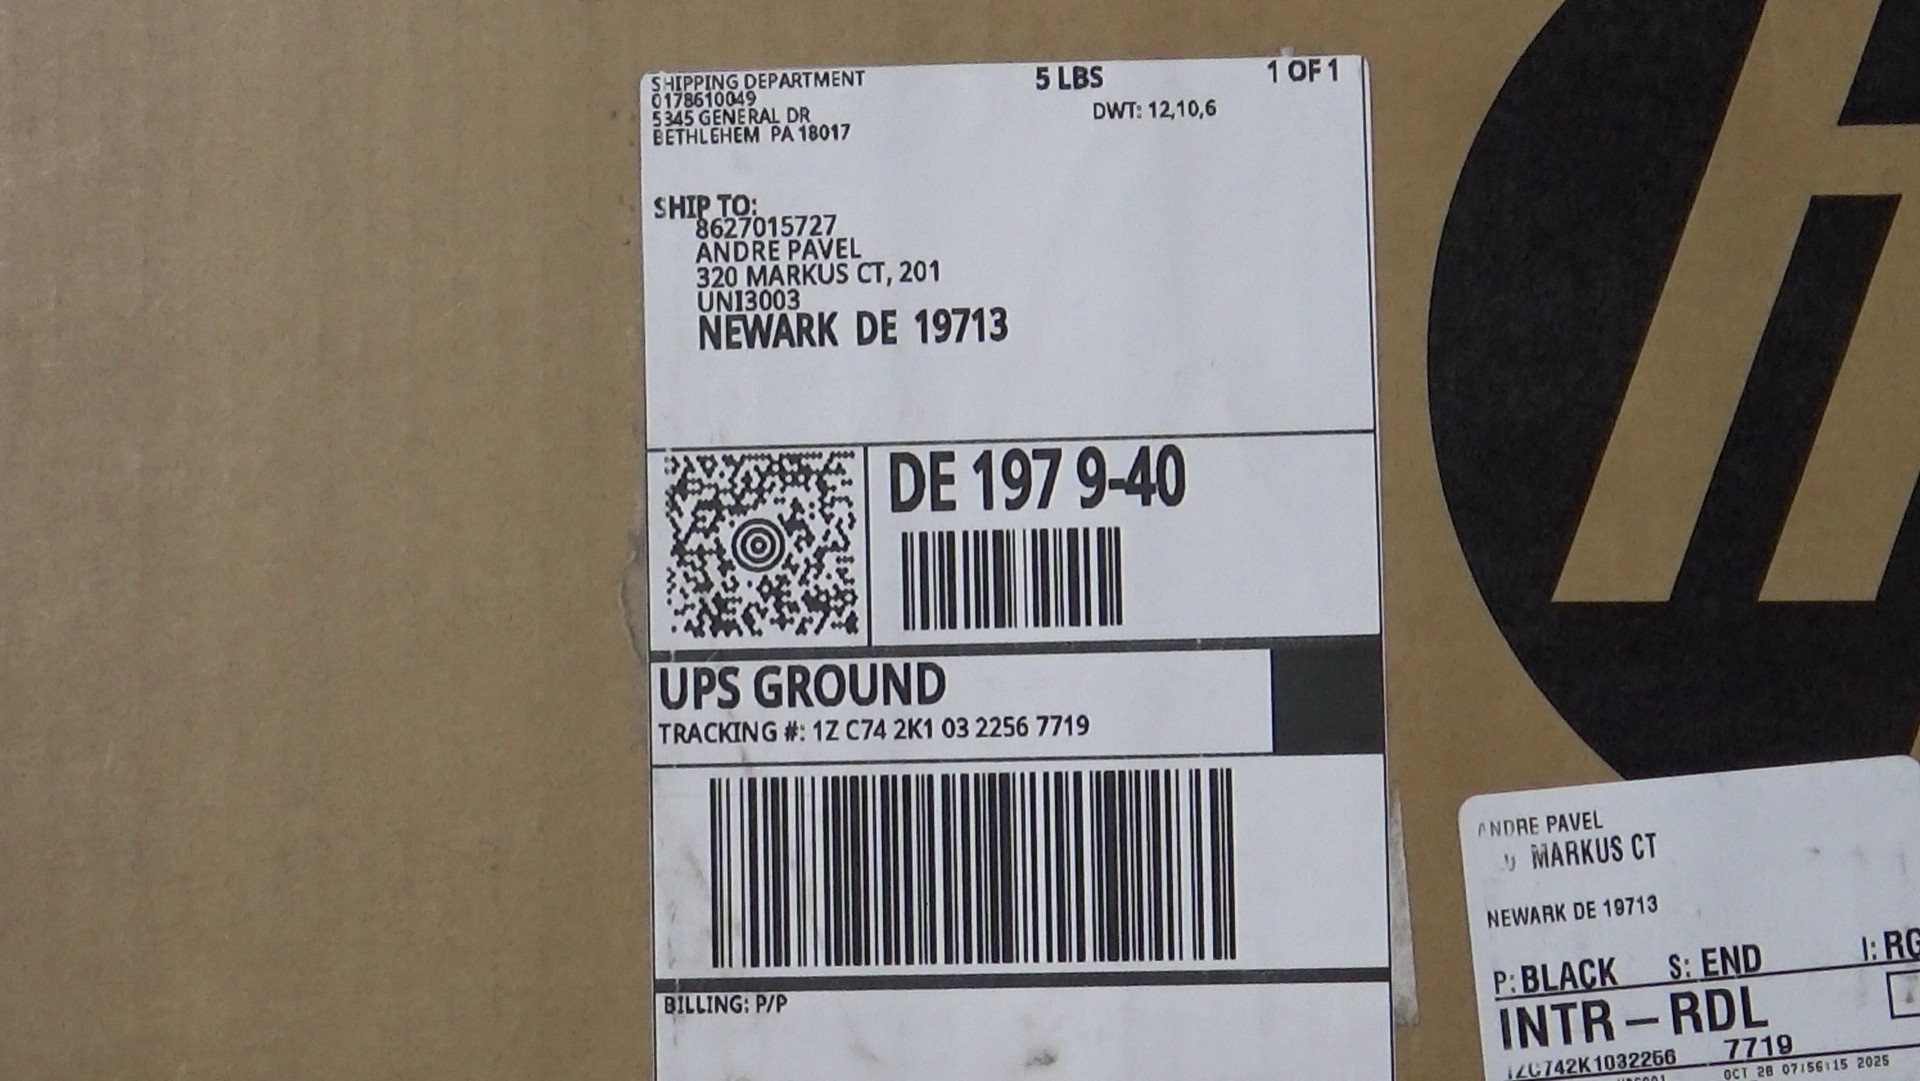 SHIPPING DEPARTMENT
0178610049
5345 GENERAL DR
BETHLEHEM PA 18017
5 LBS
1 OF 1
DWT: 12,10,6
SHIP TO:
8627015727
ANDRE PAVEL
320 MARKUS CT, 201
UNI3003
NEWARK DE 19713
DE 197 9-40
UPS GROUND
TRACKING #: 1Z C74 2K1 03 2256 7719
BILLING: P/P
ANDRE PAVEL
MARKUS CT
NEWARK DE 19713
P: BLACK S: END I: RG
INTR - RDL
1ZC742K1032256 7719
OCT 28 07:56:15 2025